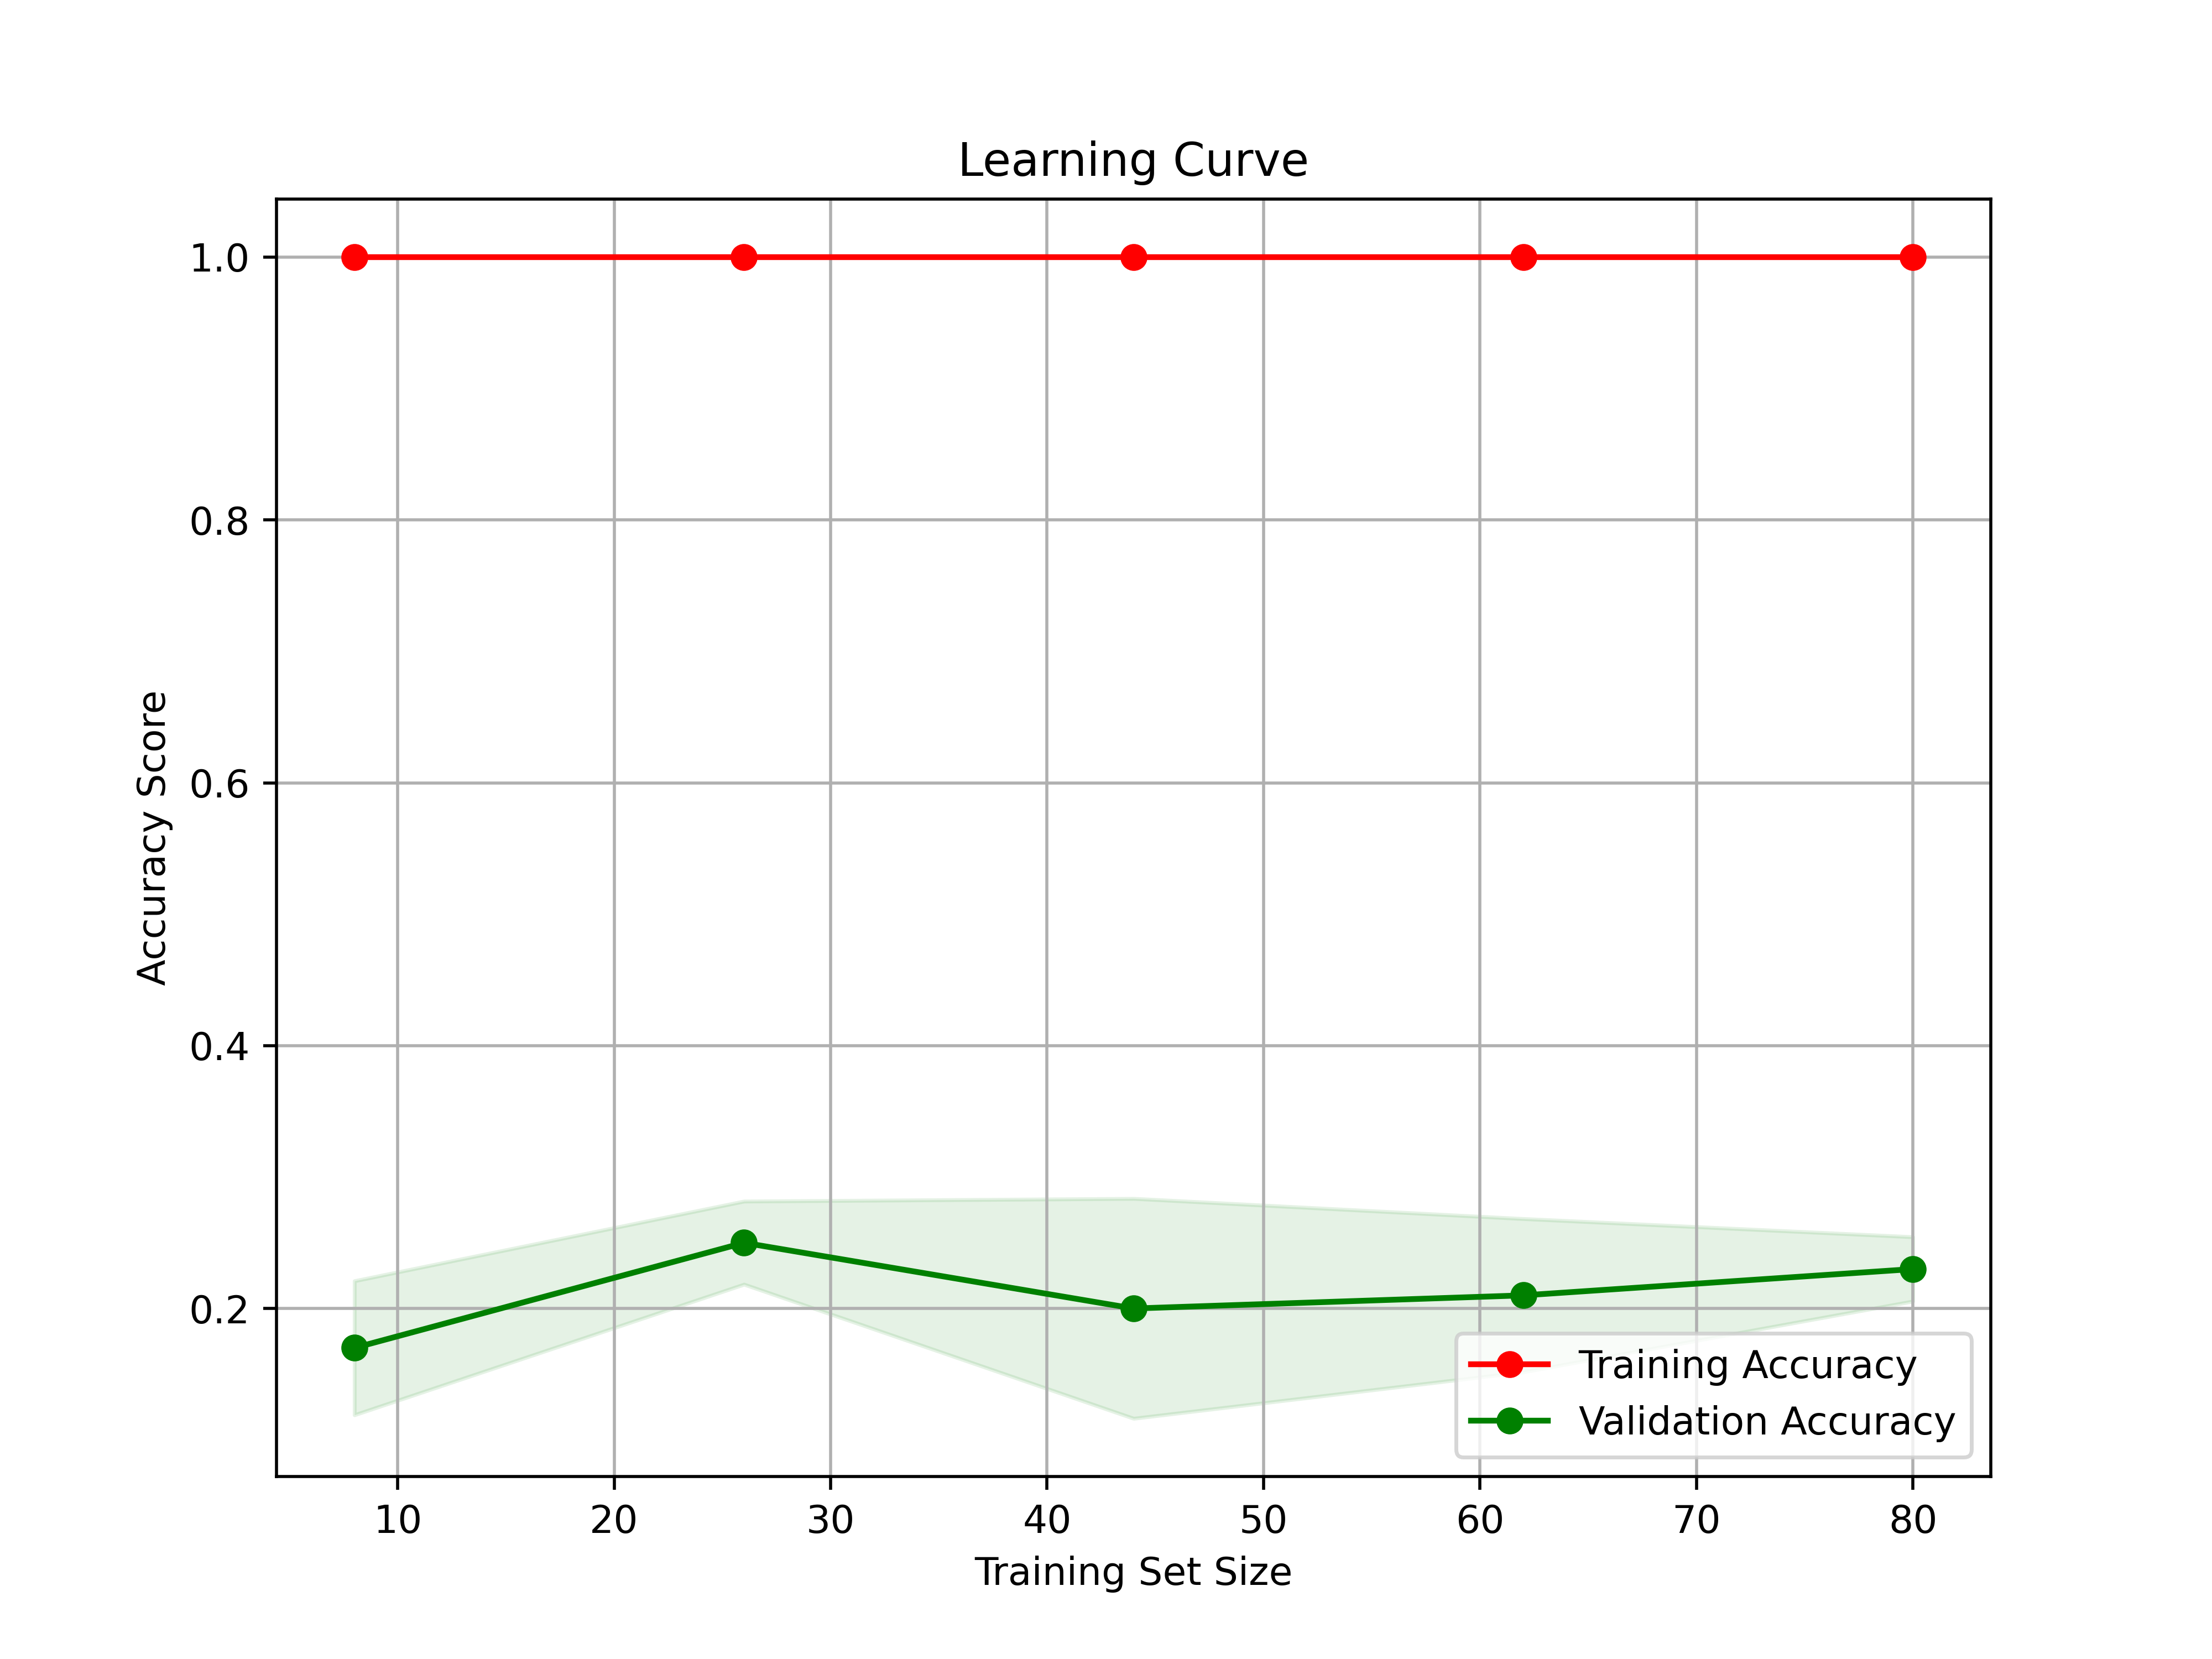 Learning Curve
1.0
0.8
0.6
0.4
0.2
Accuracy Score
Training Accuracy
Validation Accuracy
10 20 30 40 50 60 70 80
Training Set Size